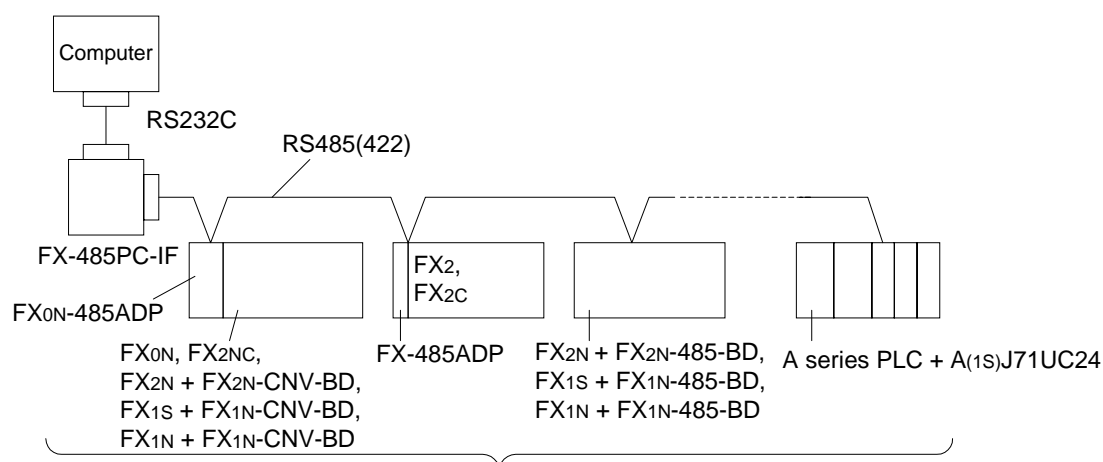 Computer
RS232C
RS485(422)
FX-485PC-IF
FX0N-485ADP
FX0N, FX2NC,
FX2N + FX2N-CNV-BD,
FX1S + FX1N-CNV-BD,
FX1N + FX1N-CNV-BD
FX2,
FX2C
FX-485ADP
FX2N + FX2N-485-BD,
FX1S + FX1N-485-BD,
FX1N + FX1N-485-BD
A series PLC + A(1S)J71UC24